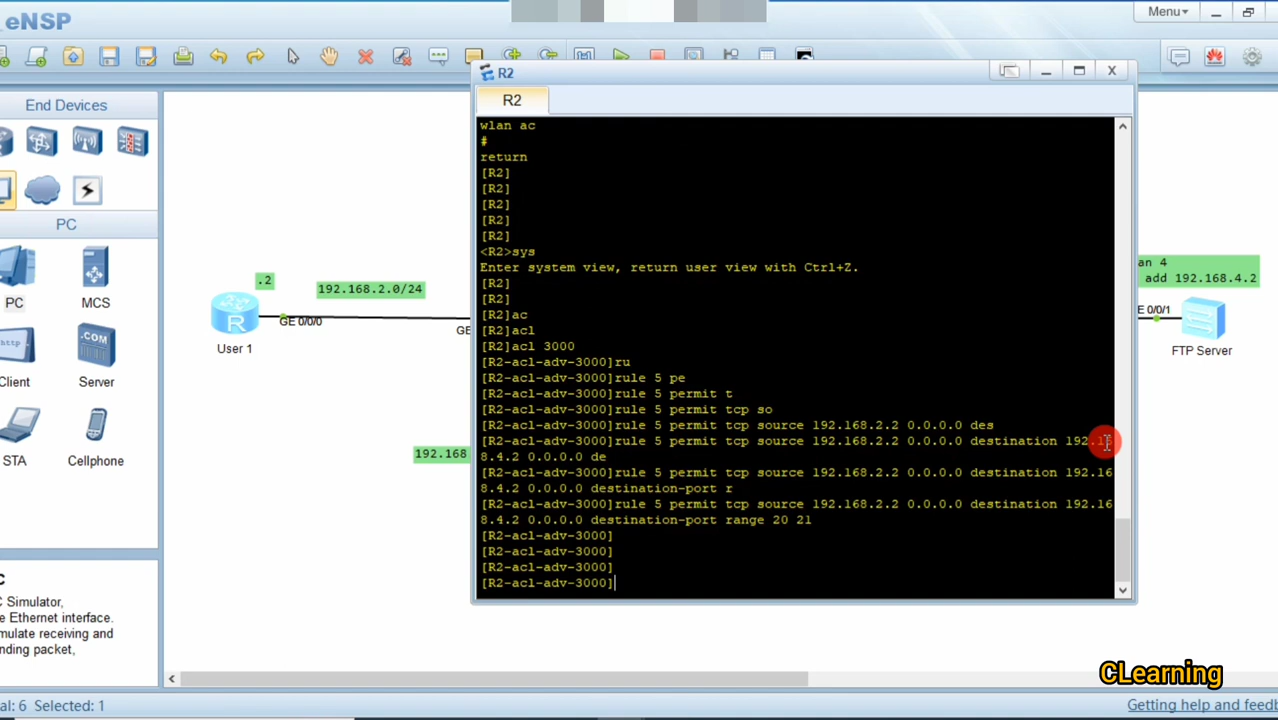 eNSP
Menu
End Devices
PC
PC
MCS
http
.COM
Client
Server
STA
Cellphone
C
C Simulator,
e Ethernet interface.
mulate receiving and
nding packet,
al: 6 Selected: 1
.2
192.168.2.0/24
R
GE 0/0/0
GE
User 1
192.168
an 4
add 192.168.4.2
E 0/0/1
FTP Server
R2
R2
wlan ac
#
return
[R2]
[R2]
[R2]
[R2]
[R2]
<R2>sys
Enter system view, return user view with Ctrl+Z.
[R2]
[R2]
[R2]ac
[R2]acl
[R2]acl 3000
[R2-acl-adv-3000]ru
[R2-acl-adv-3000]rule 5 pe
[R2-acl-adv-3000]rule 5 permit t
[R2-acl-adv-3000]rule 5 permit tcp so
[R2-acl-adv-3000]rule 5 permit tcp source 192.168.2.2 0.0.0.0 des
[R2-acl-adv-3000]rule 5 permit tcp source 192.168.2.2 0.0.0.0 destination 192.16
8.4.2 0.0.0.0 de
[R2-acl-adv-3000]rule 5 permit tcp source 192.168.2.2 0.0.0.0 destination 192.16
8.4.2 0.0.0.0 destination-port r
[R2-acl-adv-3000]rule 5 permit tcp source 192.168.2.2 0.0.0.0 destination 192.16
8.4.2 0.0.0.0 destination-port range 20 21
[R2-acl-adv-3000]
[R2-acl-adv-3000]
[R2-acl-adv-3000]
[R2-acl-adv-3000]
CLearning
Getting help and feedb